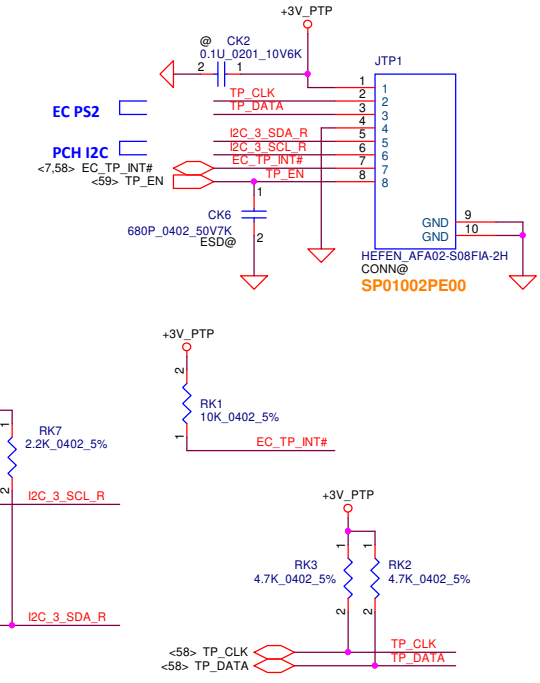 +3V_PTP
@ CK2
0.1U_0201_10V6K
2 1
JTP1
1 1
TP_CLK 2 2
EC PS2 TP_DATA 3 3
4 4
I2C_3_SDA_R 5 5
PCH I2C I2C_3_SCL_R 6 6
<7,58> EC_TP_INT# EC_TP_INT# 7 7
<59> TP_EN TP_EN 8 8
1
CK6
680P_0402_50V7K
ESD@ 2
GND 9
GND 10
HEFEN_AFA02-S08FIA-2H
CONN@
SP01002PE00
+3V_PTP
2
RK1
10K_0402_5%
1
EC_TP_INT#
1
RK7
2.2K_0402_5%
2
I2C_3_SCL_R
I2C_3_SDA_R
+3V_PTP
1 1
RK3 RK2
4.7K_0402_5% 4.7K_0402_5%
2 2
<58> TP_CLK TP_CLK
<58> TP_DATA TP_DATA